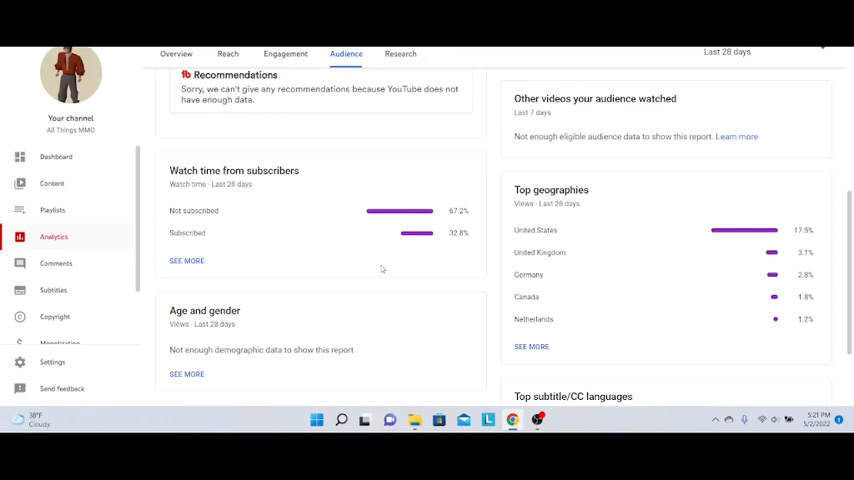 Overview Reach Engagement Audience Research
Last 28 days
Your channel
All Things MMO
Dashboard
Content
Playlists
Analytics
Comments
Subtitles
Copyright
Monetization
Settings
Send feedback
Recommendations
Sorry, we can't give any recommendations because YouTube does not
have enough data.
Watch time from subscribers
Watch time · Last 28 days
Not subscribed 67.2%
Subscribed 32.8%
SEE MORE
Age and gender
Views · Last 28 days
Not enough demographic data to show this report
SEE MORE
Other videos your audience watched
Last 7 days
Not enough eligible audience data to show this report. Learn more
Top geographies
Views · Last 28 days
United States 17.5%
United Kingdom 3.1%
Germany 2.8%
Canada 1.8%
Netherlands 1.2%
SEE MORE
Top subtitle/CC languages
38°F
Cloudy
5:21 PM
5/2/2022